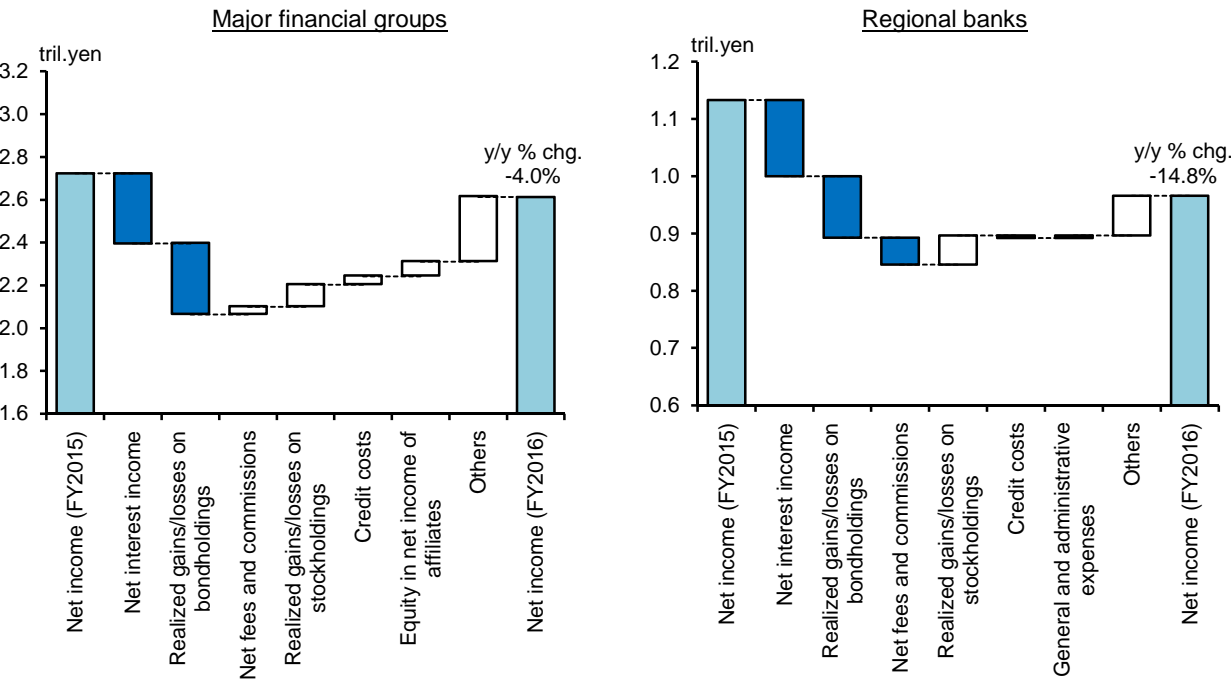 Major financial groups
tril.yen
3.2
3.0
2.8
2.6
2.4
2.2
2.0
1.8
1.6
y/y % chg.
-4.0%
Net income (FY2015)
Net interest income
Realized gains/losses on
bondholdings
Net fees and commissions
Realized gains/losses on
stockholdings
Credit costs
Equity in net income of
affiliates
Others
Net income (FY2016)
Regional banks
tril.yen
1.2
1.1
1.0
0.9
0.8
0.7
0.6
y/y % chg.
-14.8%
Net income (FY2015)
Net interest income
Realized gains/losses on
bondholdings
Net fees and commissions
Realized gains/losses on
stockholdings
Credit costs
General and administrative
expenses
Others
Net income (FY2016)